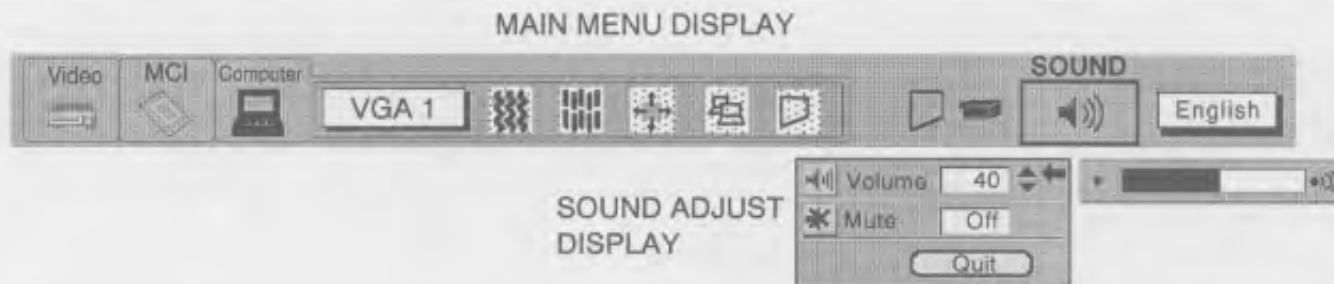 MAIN MENU DISPLAY
Video MCI Computer SOUND
VGA 1 English
SOUND ADJUST
DISPLAY
Volume 40
Mute Off
Quit